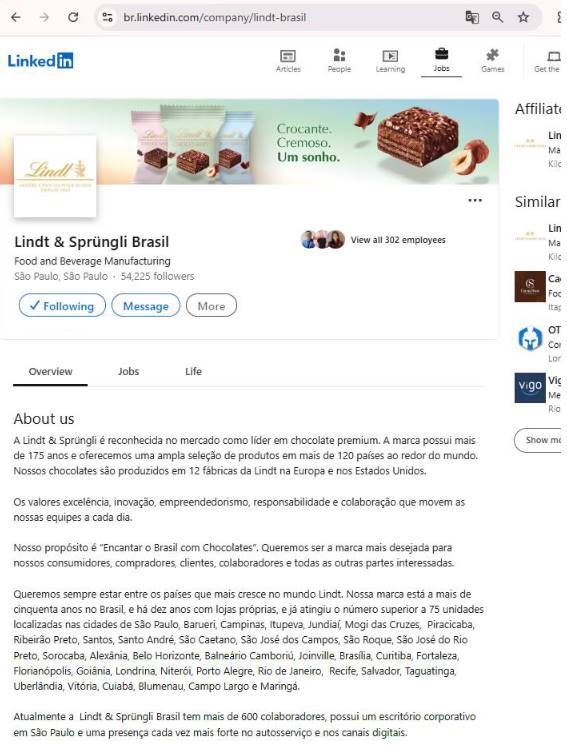 br.linkedin.com/company/lindt-brasil
Linked in
Articles
People
Learning
Jobs
Games
Get the
Lindt
Crocante.
Cremoso.
Um sonho.
Lindt & Sprüngli Brasil
Food and Beverage Manufacturing
São Paulo, São Paulo · 54,225 followers
View all 302 employees
Following
Message
More
Overview
Jobs
Life
About us
A Lindt & Sprüngli é reconhecida no mercado como líder em chocolate premium. A marca possui mais
de 175 anos e oferecemos uma ampla seleção de produtos em mais de 120 países ao redor do mundo.
Nossos chocolates são produzidos em 12 fábricas da Lindt na Europa e nos Estados Unidos.
Os valores excelência, inovação, empreendedorismo, responsabilidade e colaboração que movem as
nossas equipes a cada dia.
Nosso propósito é “Encantar o Brasil com Chocolates”. Queremos ser a marca mais desejada para
nossos consumidores, compradores, clientes, colaboradores e todas as outras partes interessadas.
Queremos sempre estar entre os países que mais cresce no mundo Lindt. Nossa marca está a mais de
cinquenta anos no Brasil, e há dez anos com lojas próprias, e já atingiu o número superior a 75 unidades
localizadas nas cidades de São Paulo, Barueri, Campinas, Itupeva, Jundiaí, Mogi das Cruzes, Piracicaba,
Ribeirão Preto, Santos, Santo André, São Caetano, São José dos Campos, São Roque, São José do Rio
Preto, Sorocaba, Alexânia, Belo Horizonte, Balneário Camboriú, Joinville, Brasília, Curitiba, Fortaleza,
Florianópolis, Goiânia, Londrina, Niterói, Porto Alegre, Rio de Janeiro, Recife, Salvador, Taguatinga,
Uberlândia, Vitória, Cuiabá, Blumenau, Campo Largo e Maringá.
Atualmente a Lindt & Sprüngli Brasil tem mais de 600 colaboradores, possui um escritório corporativo
em São Paulo e uma presença cada vez mais forte no autosserviço e nos canais digitais.
Affiliate
Lin
Ma
Kilc
Similar
Lin
Ma
Kilc
Ca
Foo
Itap
OT
Cor
Lon
vigo
Vig
Me
Rio
Show mo